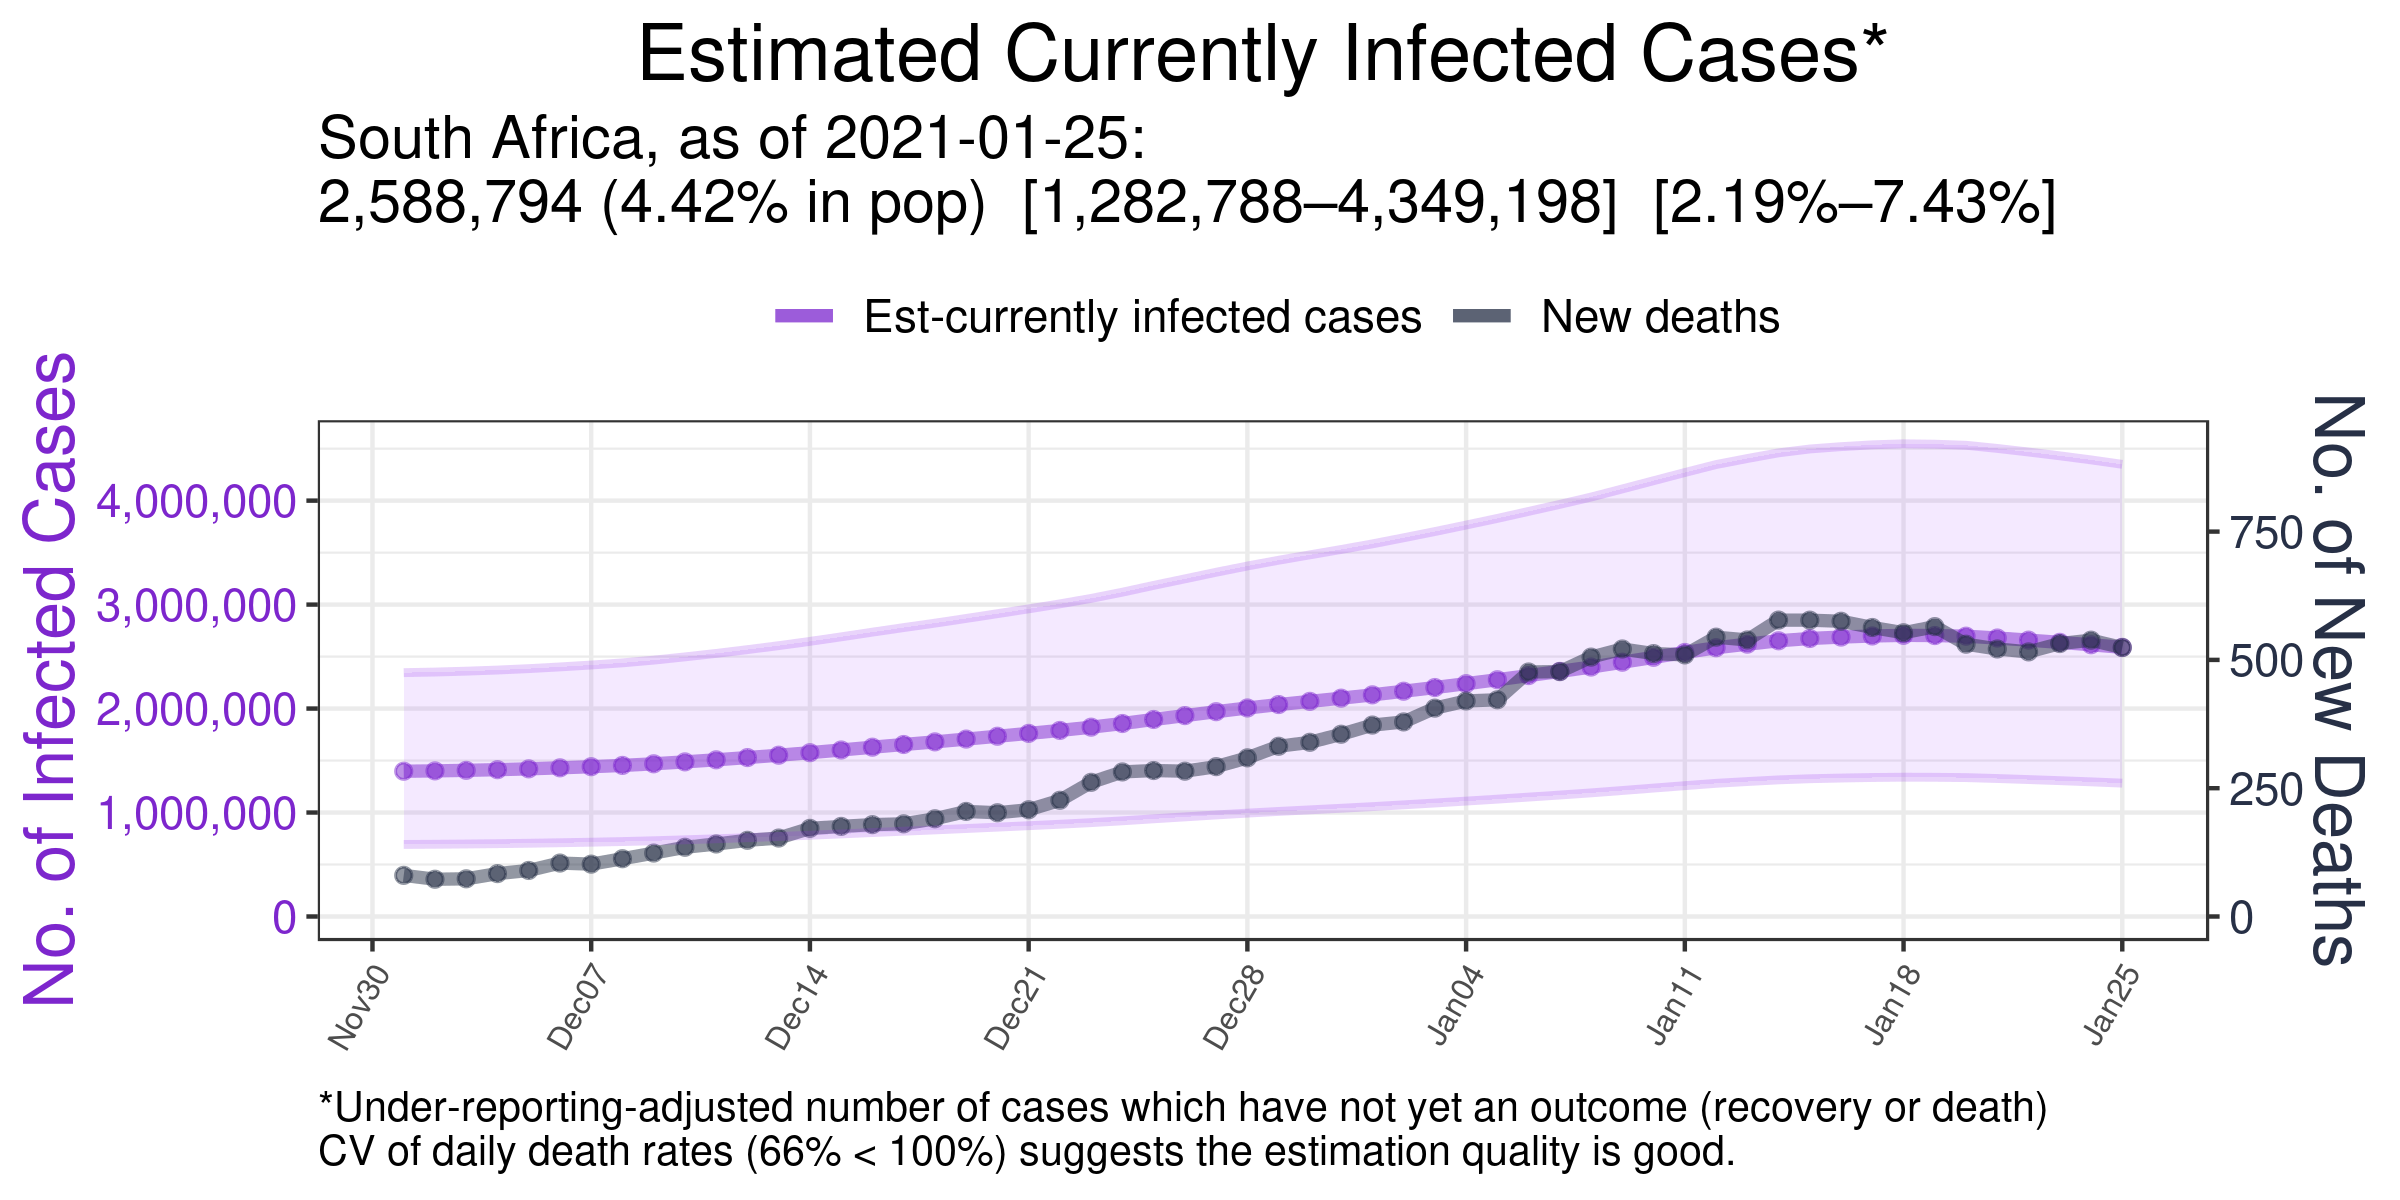 Estimated Currently Infected Cases*
South Africa, as of 2021-01-25:
2,588,794 (4.42% in pop) [1,282,788–4,349,198] [2.19%–7.43%]
Est-currently infected cases
New deaths
No. of Infected Cases
4,000,000
3,000,000
2,000,000
1,000,000
0
750
500
250
0
No. of New Deaths
Nov30
Dec07
Dec14
Dec21
Dec28
Jan04
Jan11
Jan18
Jan25
*Under-reporting-adjusted number of cases which have not yet an outcome (recovery or death)
CV of daily death rates (66% < 100%) suggests the estimation quality is good.